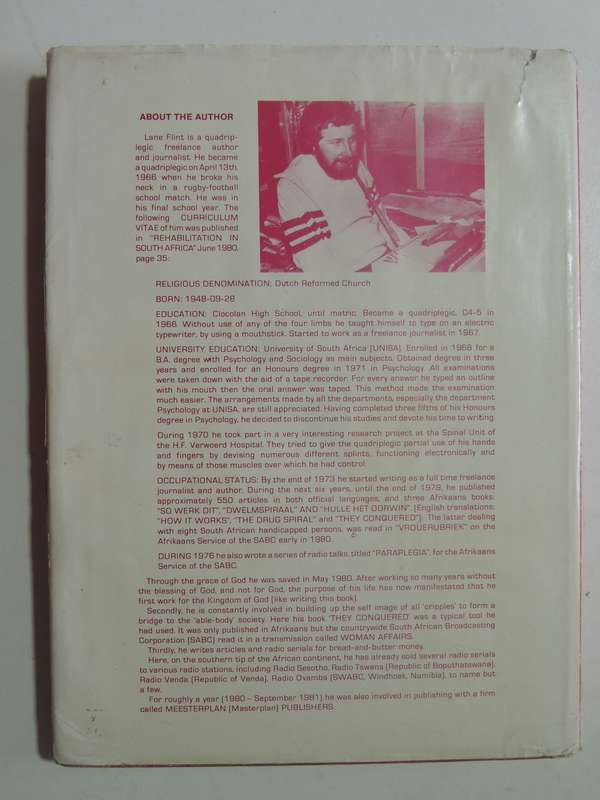 ABOUT THE AUTHOR
Lane Flint is a quadrip-
legic freelance author
and journalist. He became
a quadriplegic on April 13th,
1966 when he broke his
neck in a rugby-football
school match. He was in
his final school year. The
following CURRICULUM
VITAE of him was published
in "REHABILITATION IN
SOUTH AFRICA" June 1980,
page 35:
RELIGIOUS DENOMINATION: Dutch Reformed Church
BORN: 1948-09-28
EDUCATION: Clocolan High School, until matric. Became a quadriplegic, C4-5 in
1966. Without use of any of the four limbs he taught himself to type on an electric
typewriter, by using a mouthstick. Started to work as a freelance journalist in 1967.
UNIVERSITY EDUCATION: University of South Africa [UNISA]. Enrolled in 1968 for a
B.A. degree with Psychology and Sociology as main subjects. Obtained degree in three
years and enrolled for an Honours degree in 1971 in Psychology. All examinations
were taken down with the aid of a tape recorder. For every answer he typed an outline
with his mouth then the oral answer was taped. This method made the examination
much easier. The arrangements made by all the departments, especially the department
Psychology at UNISA, are still appreciated. Having completed three fifths of his Honours
degree in Psychology, he decided to discontinue his studies and devote his time to writing.
During 1970 he took part in a very interesting research project at the Spinal Unit of
the H.F. Verwoerd Hospital. They tried to give the quadriplegic partial use of his hands
and fingers by devising numerous different splints, functioning electronically and
by means of those muscles over which he had control.
OCCUPATIONAL STATUS: By the end of 1973 he started writing as a full time freelance
journalist and author. During the next six years, until the end of 1979, he published
approximately 550 articles in both official languages, and three Afrikaans books:
"SO WERK DIT", "DWELMSPIRAAL" AND "HULLE HET OORWIN". [English translations:
"HOW IT WORKS", "THE DRUG SPIRAL" and "THEY CONQUERED"]. The latter dealing
with eight South African handicapped persons, was read in "VROUERUBRIEK" on the
Afrikaans Service of the SABC early in 1980.
DURING 1976 he also wrote a series of radio talks, titled "PARAPLEGIA", for the Afrikaans
Service of the SABC.
Through the grace of God he was saved in May 1980. After working so many years without
the blessing of God, and not for God, the purpose of his life has now manifested that he
first work for the Kingdom of God [like writing this book].
Secondly, he is constantly involved in building up the self image of all 'cripples' to form a
bridge to the 'able-body' society. Here his book 'THEY CONQUERED' was a typical tool he
had used. It was only published in Afrikaans but the countrywide South African Broadcasting
Corporation [SABC] read it in a transmission called WOMAN AFFAIRS.
Thirdly, he writes articles and radio serials for bread-and-butter money.
Here, on the southern tip of the African continent, he has already sold several radio serials
to various radio stations, including Radio Sesotho, Radio Tswana [Republic of Boputhatswana],
Radio Venda [Republic of Venda], Radio Ovambo [SWABC, Windhoek, Namibia], to name but
a few.
For roughly a year [1980 – September 1981] he was also involved in publishing with a firm
called MEESTERPLAN [Masterplan] PUBLISHERS.